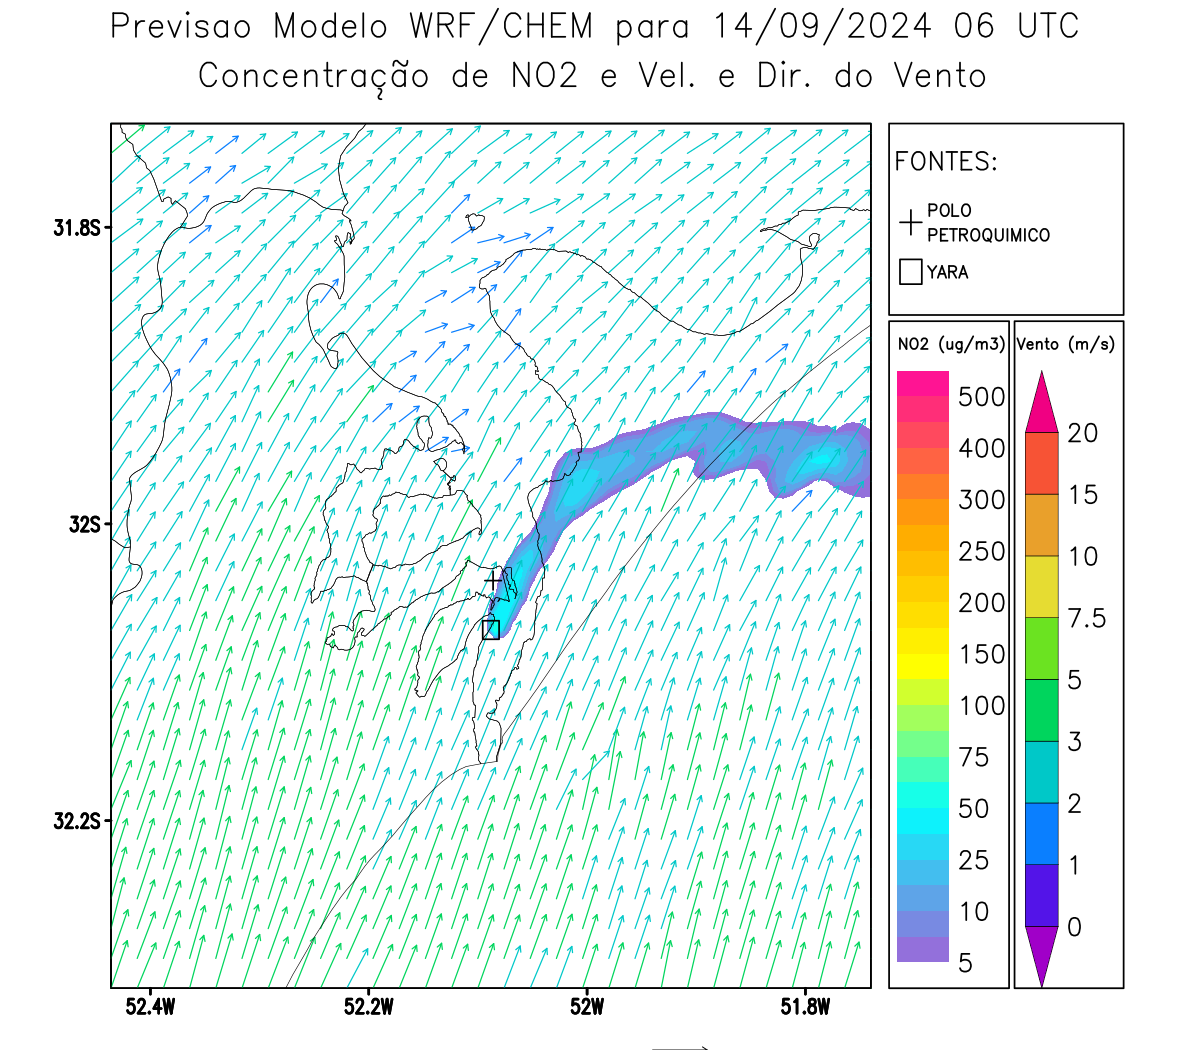 Previsao Modelo WRF/CHEM para 14/09/2024 06 UTC
Concentração de NO2 e Vel. e Dir. do Vento
FONTES:
POLO
PETROQUIMICO
YARA
NO2 (ug/m3)
500
400
300
250
200
150
100
75
50
25
10
5
Vento (m/s)
20
15
10
7.5
5
3
2
1
0
31.8S
32S
32.2S
52.4W
52.2W
52W
51.8W